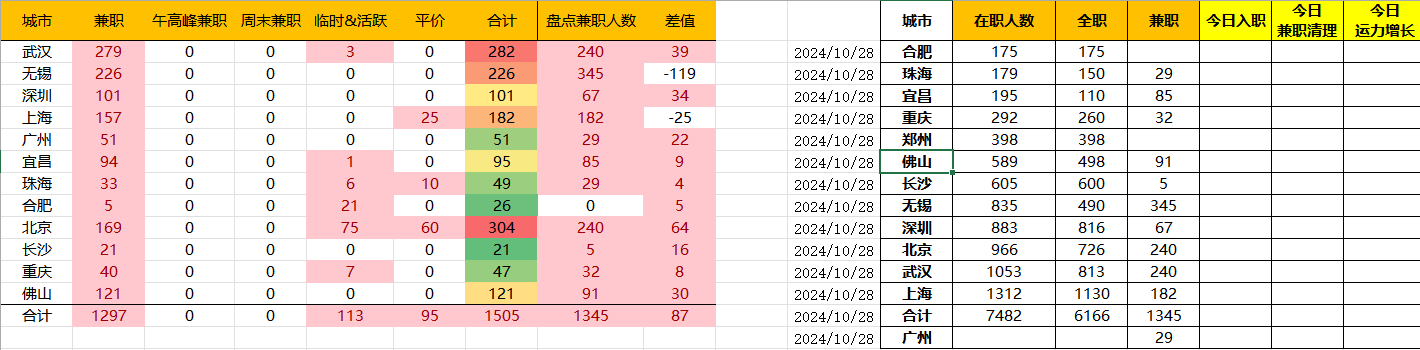 城市 兼职 午高峰兼职 周末兼职 临时&活跃 平价 合计 盘点兼职人数 差值
武汉 279 0 0 3 0 282 240 39
无锡 226 0 0 0 0 226 345 -119
深圳 101 0 0 0 0 101 67 34
上海 157 0 0 0 25 182 182 -25
广州 51 0 0 0 0 51 29 22
宜昌 94 0 0 1 0 95 85 9
珠海 33 0 0 6 10 49 29 4
合肥 5 0 0 21 0 26 0 5
北京 169 0 0 75 60 304 240 64
长沙 21 0 0 0 0 21 5 16
重庆 40 0 0 7 0 47 32 8
佛山 121 0 0 0 0 121 91 30
合计 1297 0 0 113 95 1505 1345 87
城市 在职人数 全职 兼职 今日入职 今日 今日
兼职清理 运力增长
2024/10/28 合肥 175 175
2024/10/28 珠海 179 150 29
2024/10/28 宜昌 195 110 85
2024/10/28 重庆 292 260 32
2024/10/28 郑州 398 398
2024/10/28 佛山 589 498 91
2024/10/28 长沙 605 600 5
2024/10/28 无锡 835 490 345
2024/10/28 深圳 883 816 67
2024/10/28 北京 966 726 240
2024/10/28 武汉 1053 813 240
2024/10/28 上海 1312 1130 182
2024/10/28 合计 7482 6166 1345
2024/10/28 广州 29